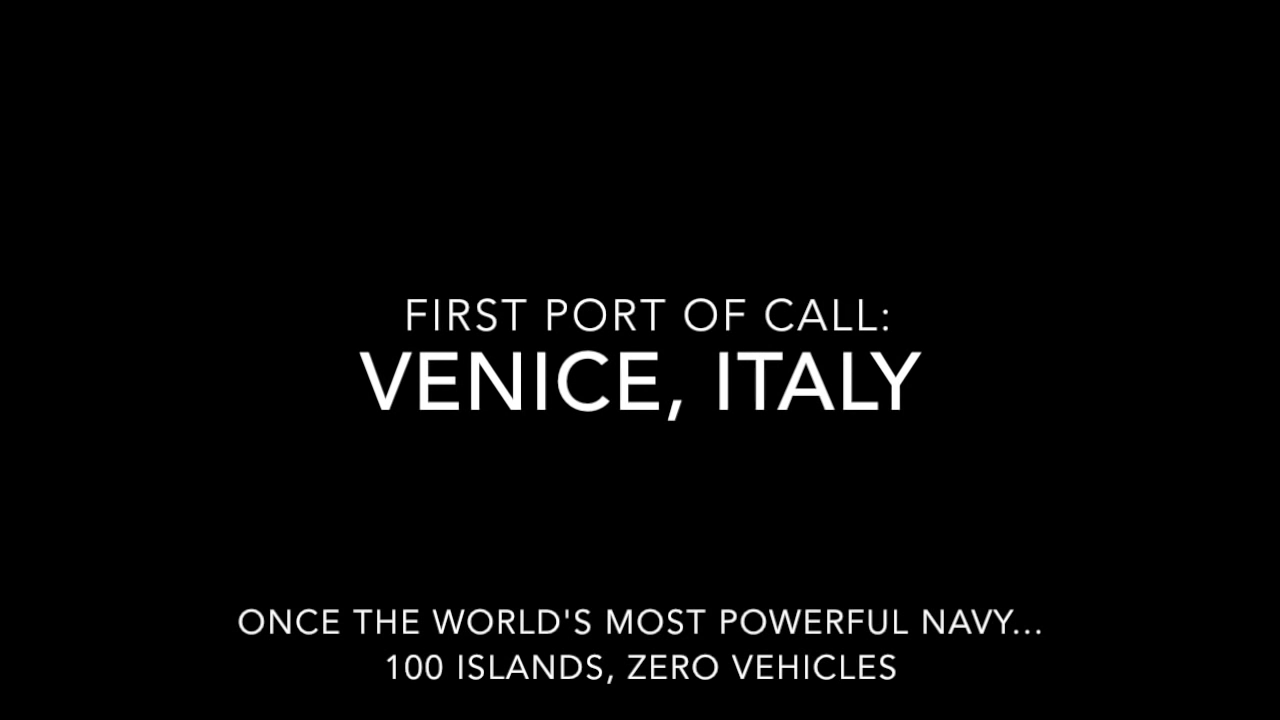 FIRST PORT OF CALL:
VENICE, ITALY
ONCE THE WORLD'S MOST POWERFUL NAVY...
100 ISLANDS, ZERO VEHICLES